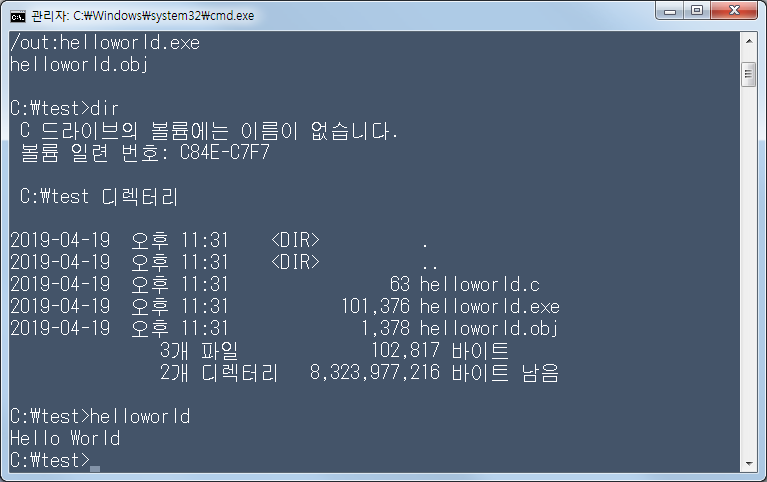 관리자: C:₩Windows₩system32₩cmd.exe
/out:helloworld.exe
helloworld.obj
C:₩test>dir
C 드라이브의 볼륨에는 이름이 없습니다.
볼륨 일련 번호: C84E-C7F7
C:₩test 디렉터리
2019-04-19  오후 11:31    <DIR>          .
2019-04-19  오후 11:31    <DIR>          ..
2019-04-19  오후 11:31                63 helloworld.c
2019-04-19  오후 11:31           101,376 helloworld.exe
2019-04-19  오후 11:31             1,378 helloworld.obj
3개 파일             102,817 바이트
2개 디렉터리   8,323,977,216 바이트 남음
C:₩test>helloworld
Hello World
C:₩test>_